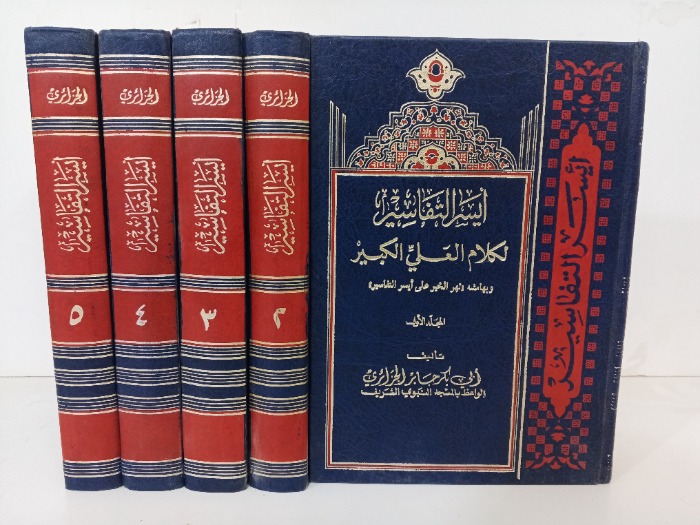 أيسر التفاسير
لكلام العلي الكبير
وبهامشه نهر الخير على أيسر التفاسير
المجلد الأول
تأليف
أبي بكر جابر الجزائري
الواعظ بالمسجد النبوي الشريف
أيسر التفاسير
الجزائري
أيسر التفاسير
٢
الجزائري
أيسر التفاسير
٣
الجزائري
أيسر التفاسير
٤
الجزائري
أيسر التفاسير
٥